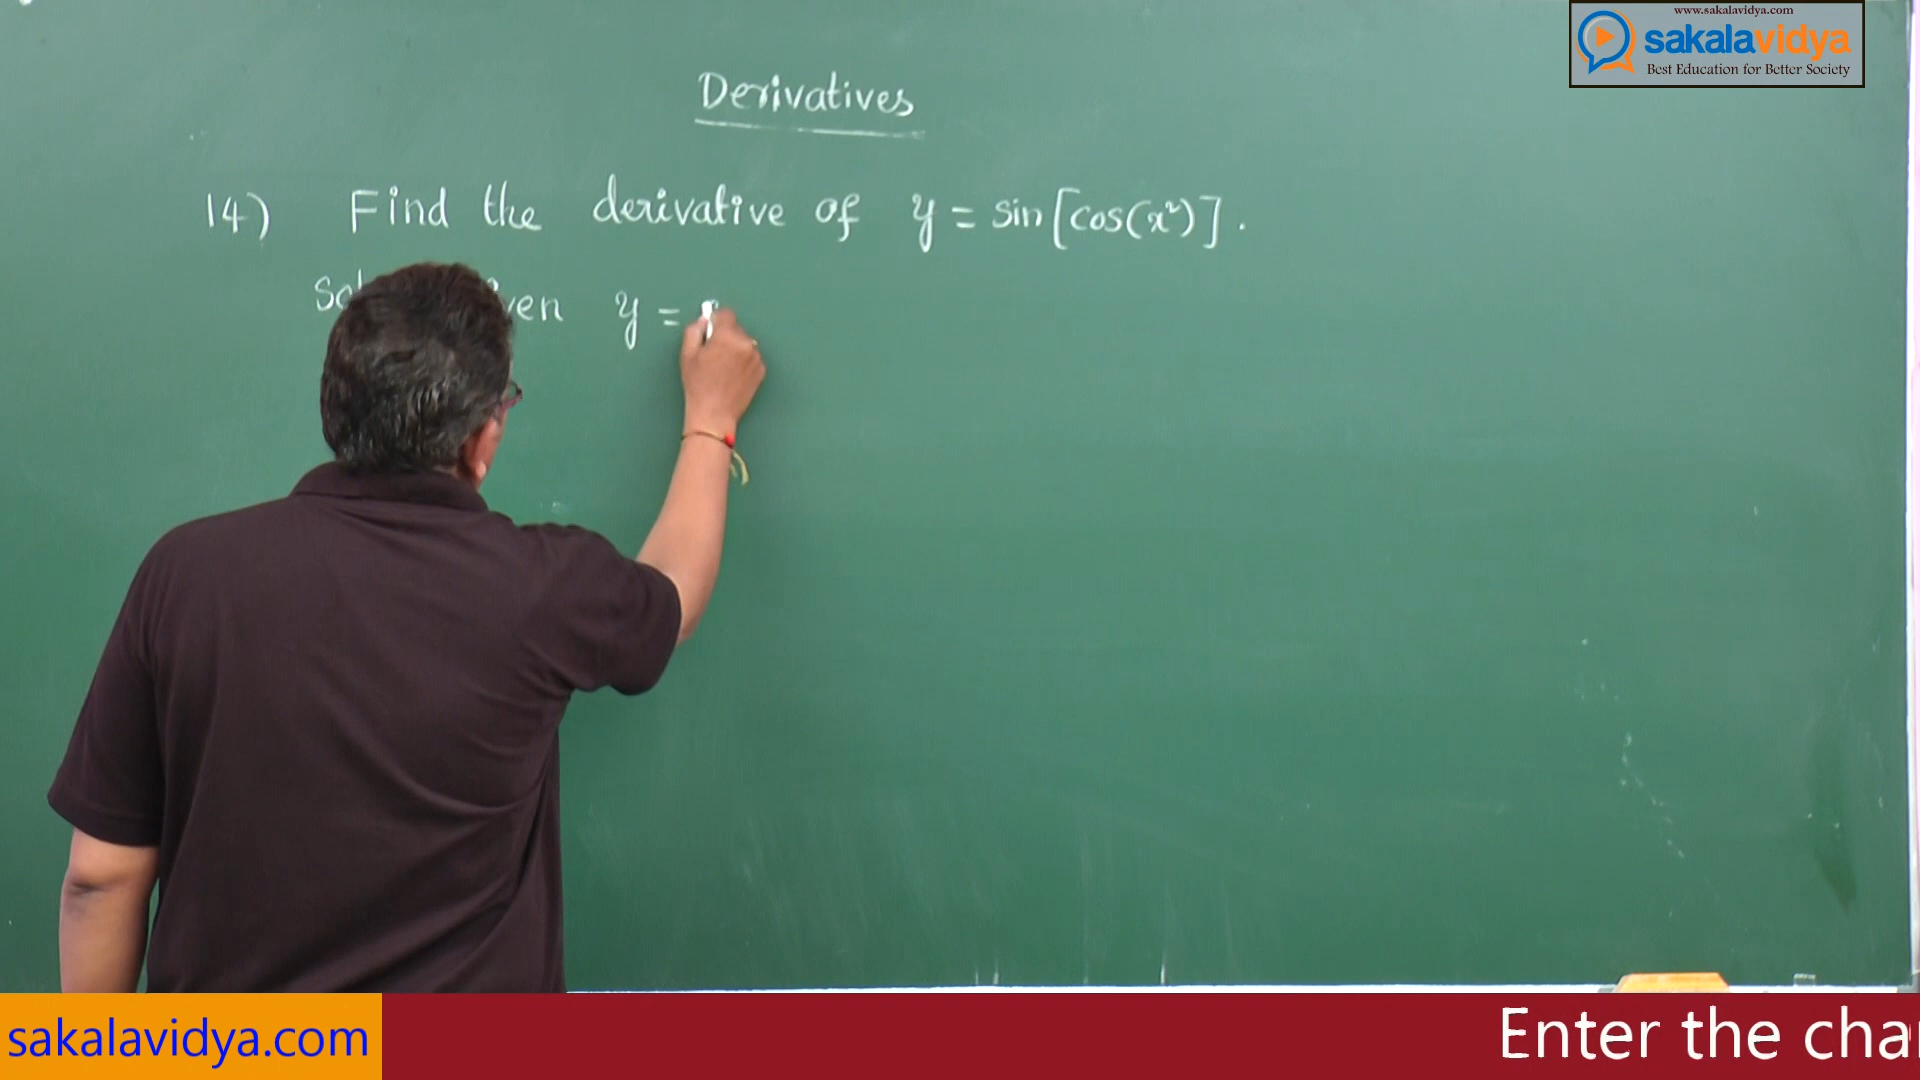 www.sakalavidya.com
sakalavidya
Best Education for Better Society
Derivatives
14) Find the derivative of y = sin[cos(x²)].
y =
sakalavidya.com
Enter the